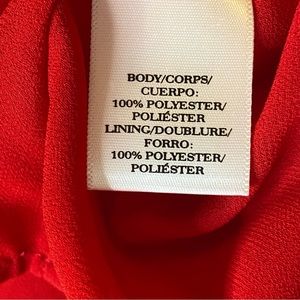 BODY/CORPS/
CUERPO:
100% POLYESTER/
POLIÉSTER
LINING/DOUBLURE/
FORRO:
100% POLYESTER/
POLIÉSTER